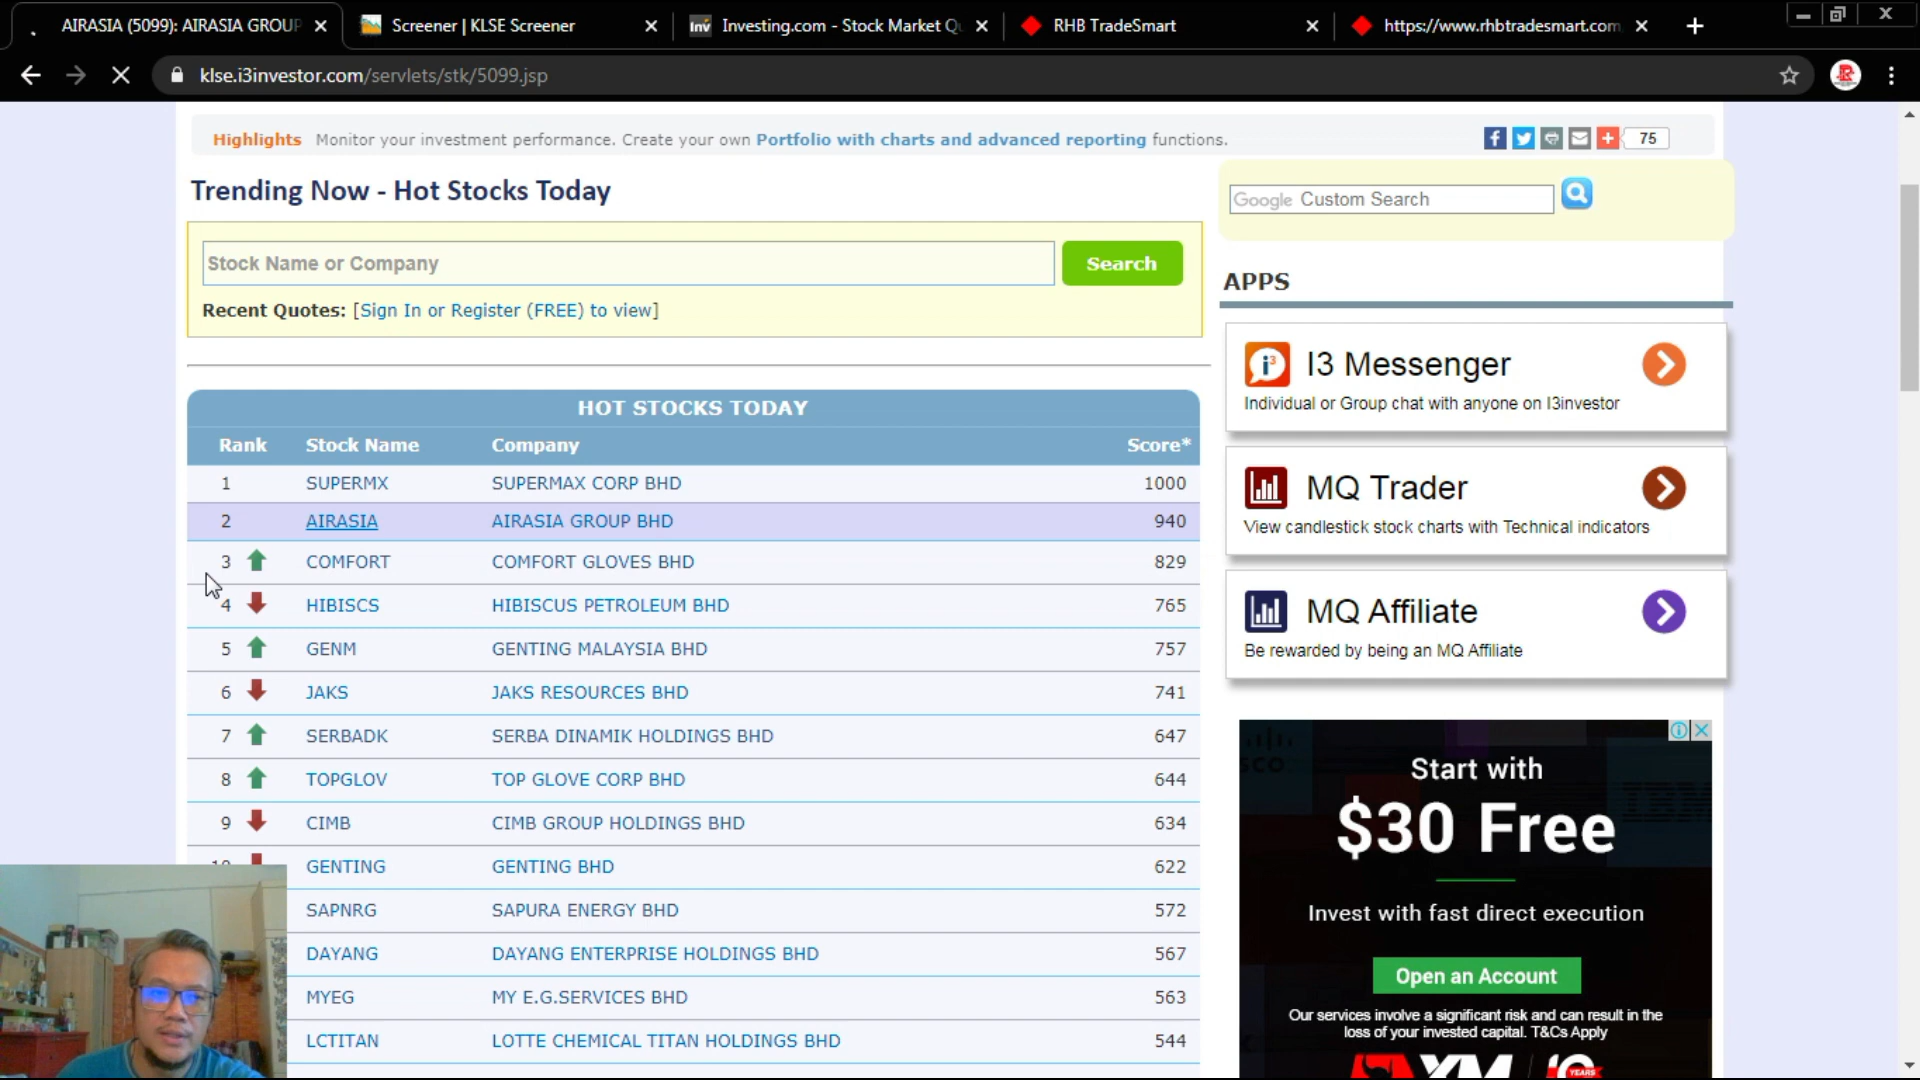 AIRASIA (5099): AIRASIA GROUP
Screener | KLSE Screener
inv Investing.com - Stock Market Q
RHB TradeSmart
https://www.rhbtradesmart.com
klse.i3investor.com/servlets/stk/5099.jsp
Highlights Monitor your investment performance. Create your own Portfolio with charts and advanced reporting functions.
75
Trending Now - Hot Stocks Today
Google Custom Search
Stock Name or Company
Search
Recent Quotes: [Sign In or Register (FREE) to view]
APPS
I3 Messenger
Individual or Group chat with anyone on I3investor
MQ Trader
View candlestick stock charts with Technical indicators
MQ Affiliate
Be rewarded by being an MQ Affiliate
HOT STOCKS TODAY
Rank Stock Name Company Score*
1 SUPERMX SUPERMAX CORP BHD 1000
2 AIRASIA AIRASIA GROUP BHD 940
3 COMFORT COMFORT GLOVES BHD 829
4 HIBISCS HIBISCUS PETROLEUM BHD 765
5 GENM GENTING MALAYSIA BHD 757
6 JAKS JAKS RESOURCES BHD 741
7 SERBADK SERBA DINAMIK HOLDINGS BHD 647
8 TOPGLOV TOP GLOVE CORP BHD 644
9 CIMB CIMB GROUP HOLDINGS BHD 634
GENTING GENTING BHD 622
SAPNRG SAPURA ENERGY BHD 572
DAYANG DAYANG ENTERPRISE HOLDINGS BHD 567
MYEG MY E.G.SERVICES BHD 563
LCTITAN LOTTE CHEMICAL TITAN HOLDINGS BHD 544
Start with
$30 Free
Invest with fast direct execution
Open an Account
Our services involve a significant risk and can result in the
loss of your invested capital. T&Cs Apply
XM
YEARS